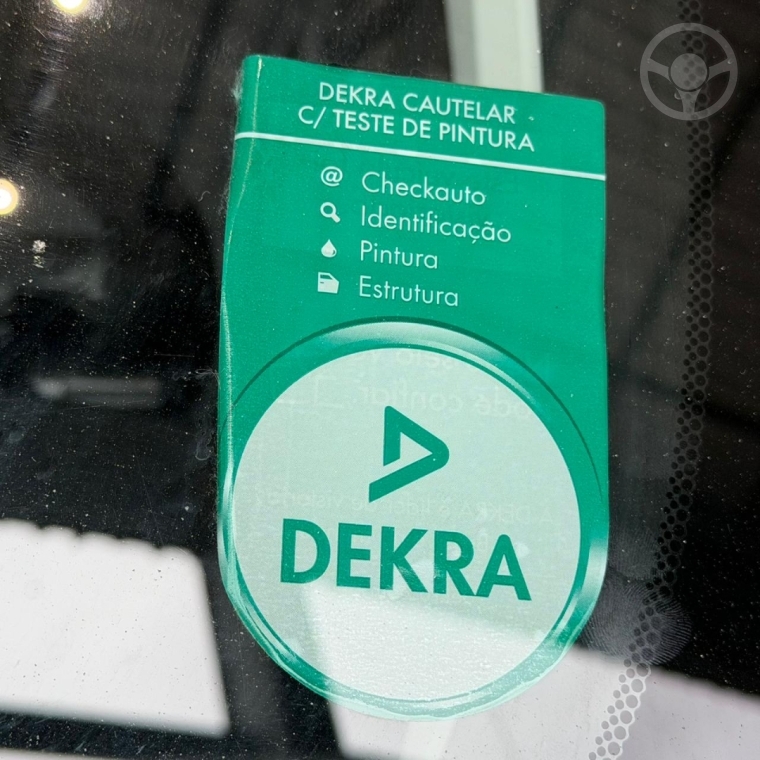 DEKRA CAUTELAR
C/ TESTE DE PINTURA
@ Checkauto
Identificação
Pintura
Estrutura
DEKRA